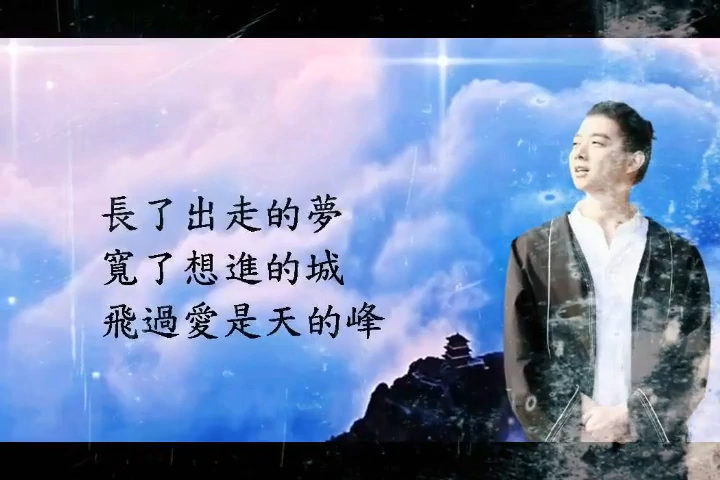 長了出走的夢
寬了想進的城
飛過愛是天的峰